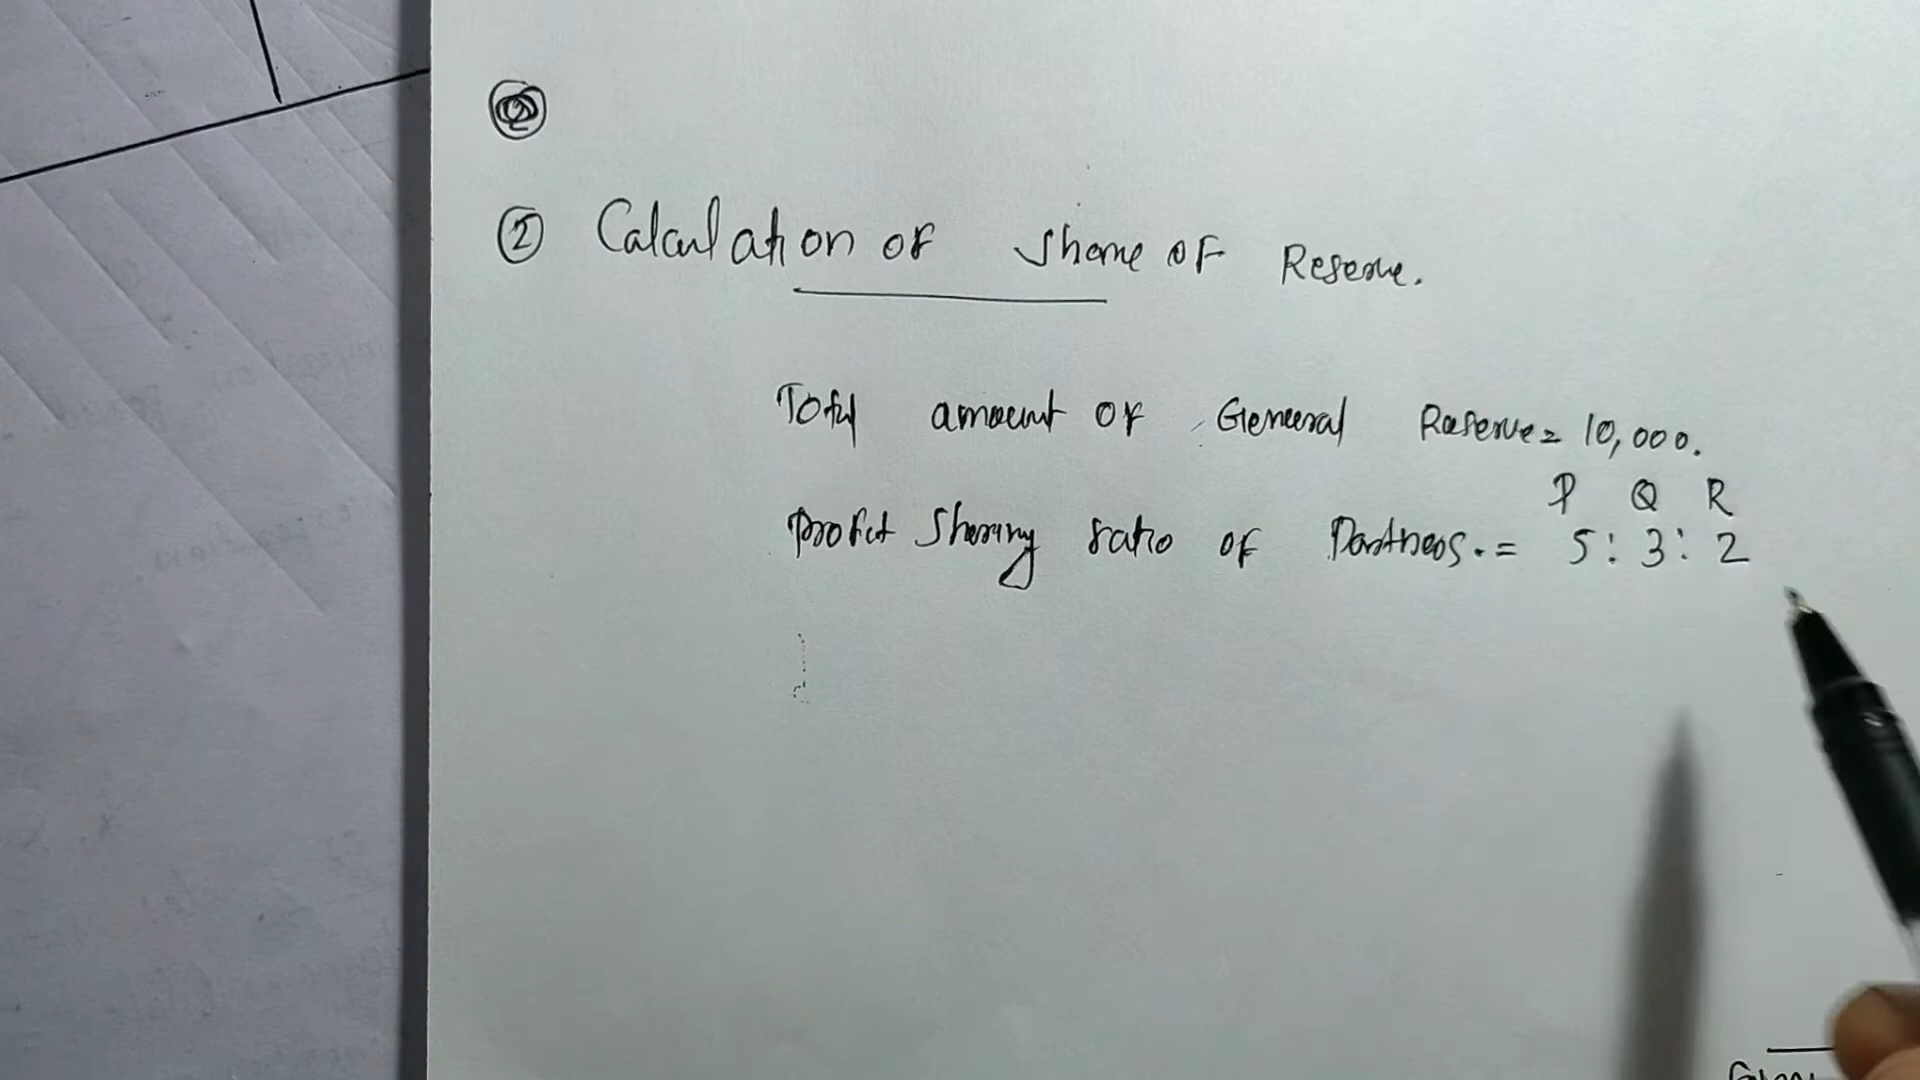 ② Calculation of share of Reserve.
Total amount of General Reserve = 10,000.
P Q R
Profit Sharing ratio of Partners. = 5 : 3 : 2